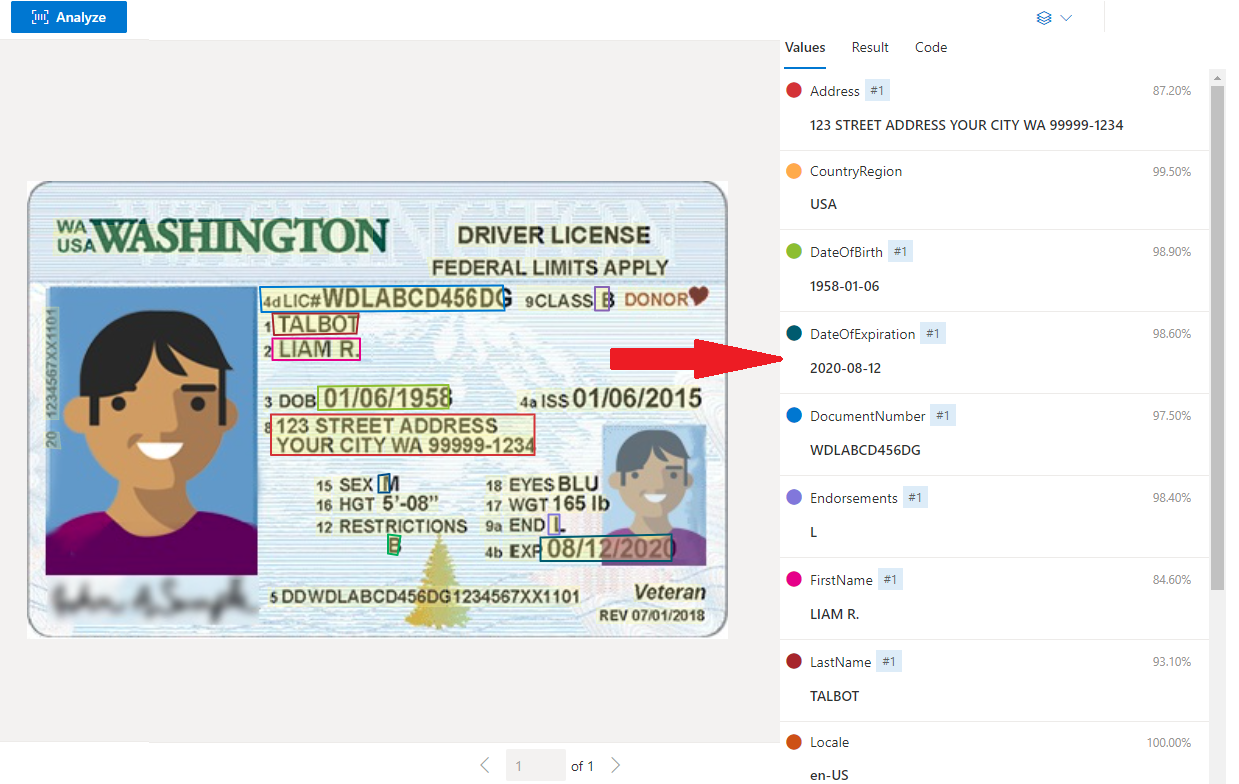 Analyze
Values Result Code
Address #1 87.20%
123 STREET ADDRESS YOUR CITY WA 99999-1234
CountryRegion 99.50%
USA
DateOfBirth #1 98.90%
1958-01-06
DateOfExpiration #1 98.60%
2020-08-12
DocumentNumber #1 97.50%
WDLABCD456DG
Endorsements #1 98.40%
L
FirstName #1 84.60%
LIAM R.
LastName #1 93.10%
TALBOT
Locale 100.00%
en-US
WA
USA WASHINGTON
DRIVER LICENSE
FEDERAL LIMITS APPLY
4d LIC# WDLABCD456DG 9 CLASS B DONOR
1 TALBOT
2 LIAM R.
3 DOB 01/06/1958 4a ISS 01/06/2015
8 123 STREET ADDRESS
YOUR CITY WA 99999-1234
15 SEX M 18 EYES BLU
16 HGT 5'-08" 17 WGT 165 lb
12 RESTRICTIONS 9a END L
B
4b EXP 08/12/2020
5 DD WDLABCD456DG1234567XX1101
Veteran
REV 07/01/2018
20 1234567XX1101
1 of 1